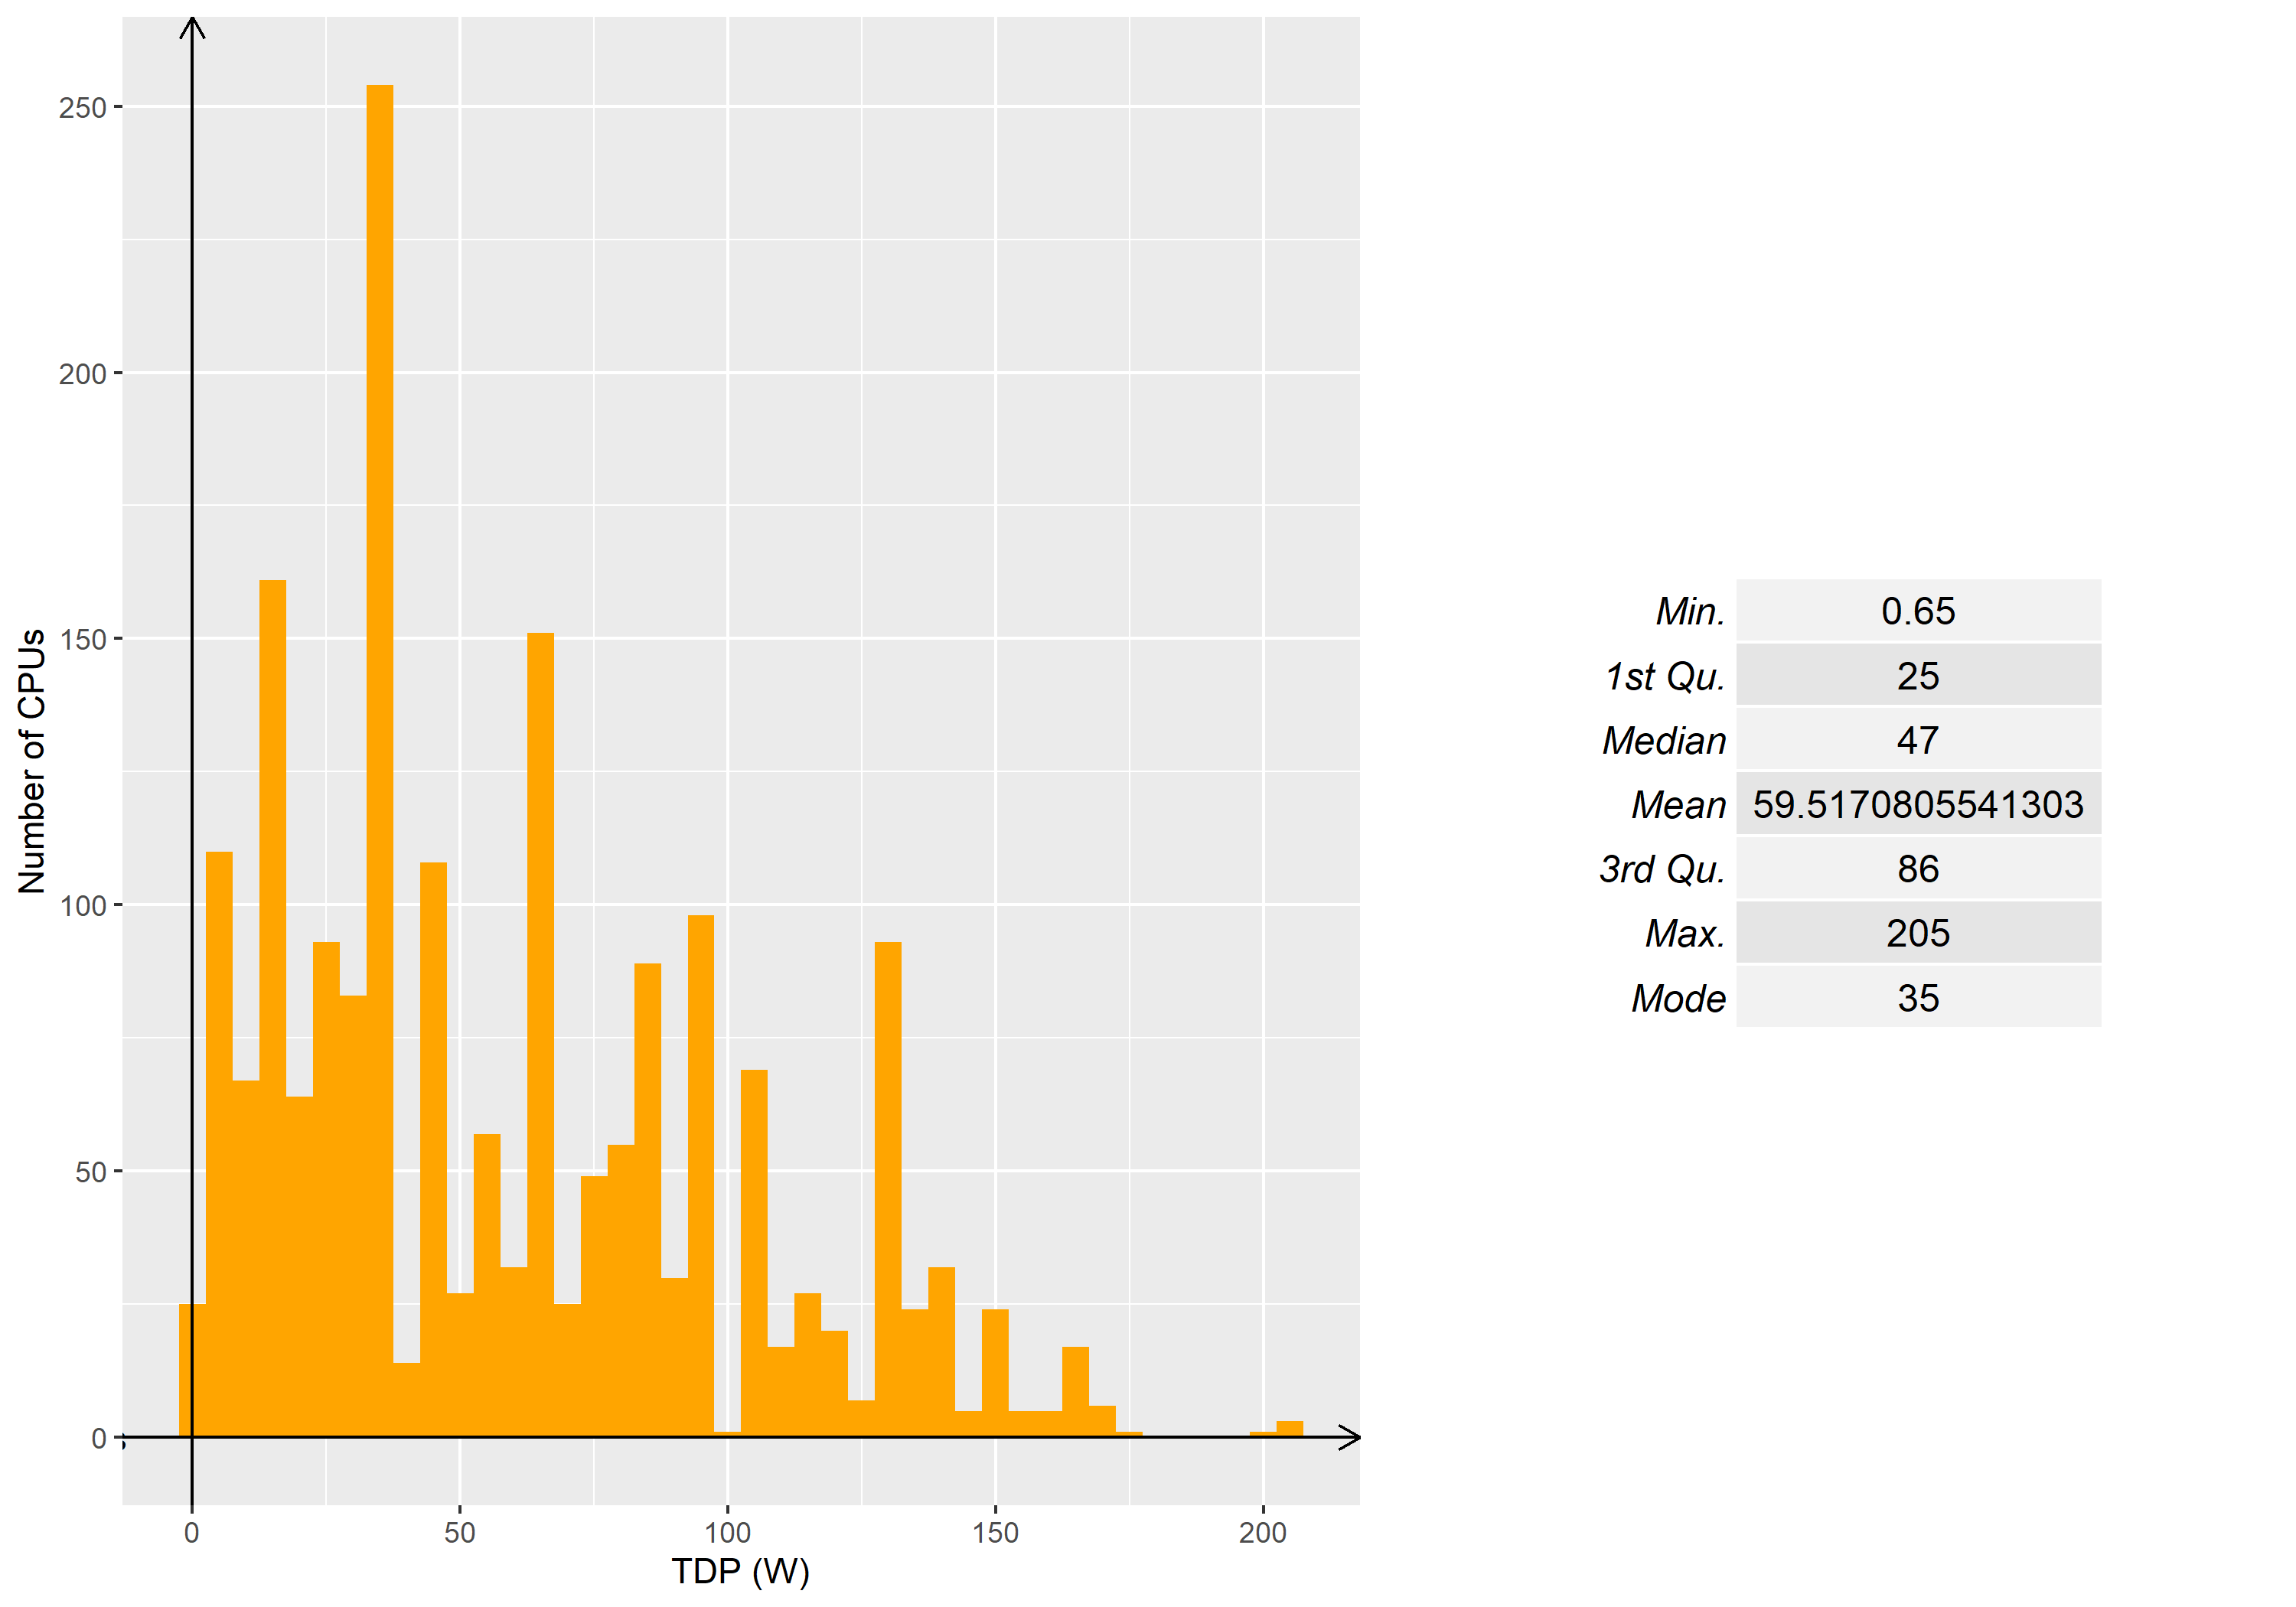 250
200
150
100
50
0
Number of CPUs
0 50 100 150 200
TDP (W)
Min. 0.65
1st Qu. 25
Median 47
Mean 59.5170805541303
3rd Qu. 86
Max. 205
Mode 35